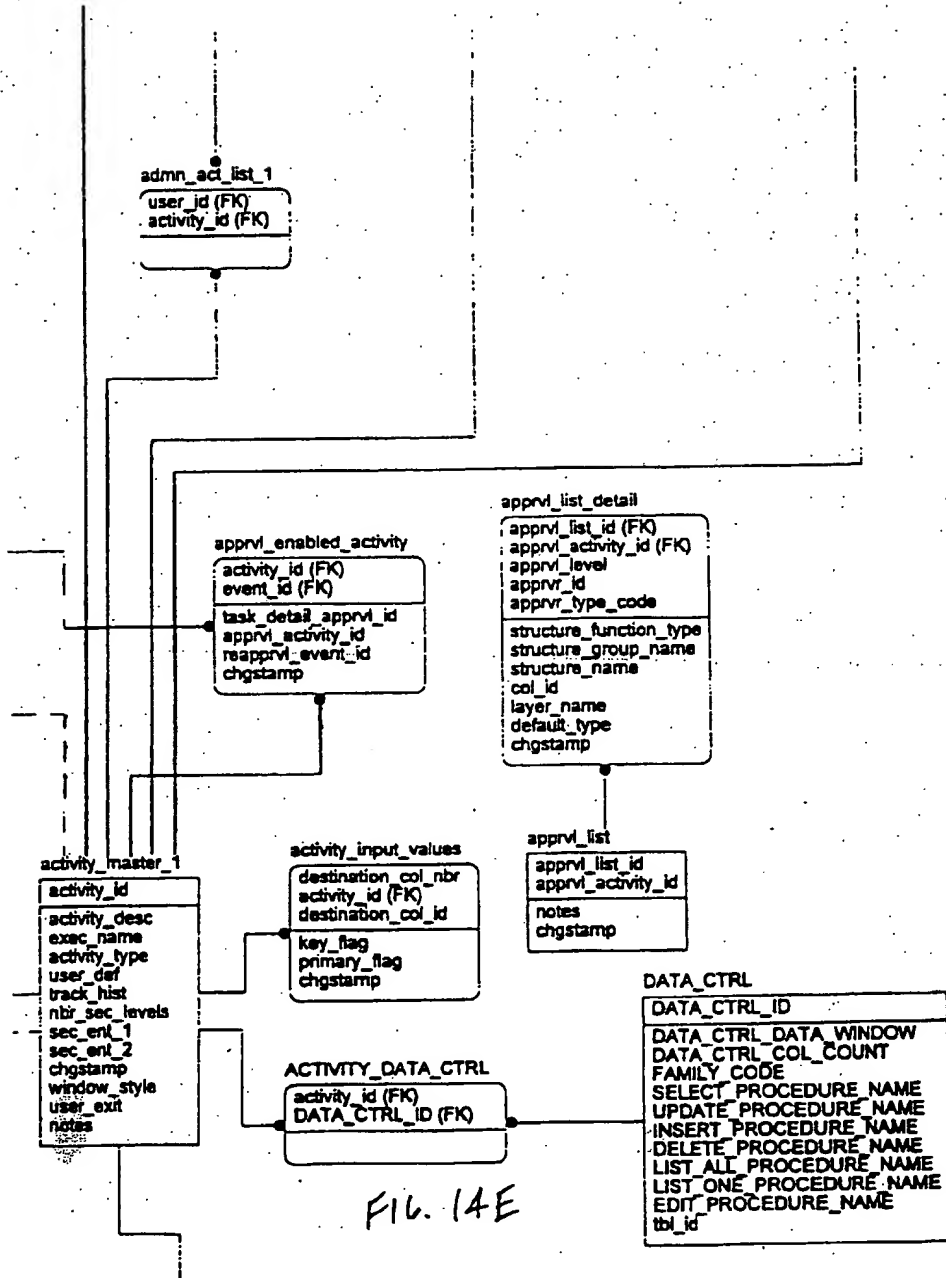 admn_act_list_1
user_id (FK)
activity_id (FK)
apprvl_enabled_activity
activity_id (FK)
event_id (FK)
task_detail_apprvl_id
apprvl_activity_id
reapprvl_event_id
chgstamp
apprvl_list_detail
apprvl_list_id (FK)
apprvl_activity_id (FK)
apprvl_level
apprvr_id
apprvr_type_code
structure_function_type
structure_group_name
structure_name
col_id
layer_name
default_type
chgstamp
apprvl_list
apprvl_list_id
apprvl_activity_id
notes
chgstamp
activity_master_1
activity_id
activity_desc
exec_name
activity_type
user_def
track_hist
nbr_sec_levels
sec_ent_1
sec_ent_2
chgstamp
window_style
user_exit
notes
activity_input_values
destination_col_nbr
activity_id (FK)
destination_col_id
key_flag
primary_flag
chgstamp
ACTIVITY_DATA_CTRL
activity_id (FK)
DATA_CTRL_ID (FK)
DATA_CTRL
DATA_CTRL_ID
DATA_CTRL_DATA_WINDOW
DATA_CTRL_COL_COUNT
FAMILY_CODE
SELECT_PROCEDURE_NAME
UPDATE_PROCEDURE_NAME
INSERT_PROCEDURE_NAME
DELETE_PROCEDURE_NAME
LIST_ALL_PROCEDURE_NAME
LIST_ONE_PROCEDURE_NAME
EDIT_PROCEDURE_NAME
tbl_id
FIG. 14E